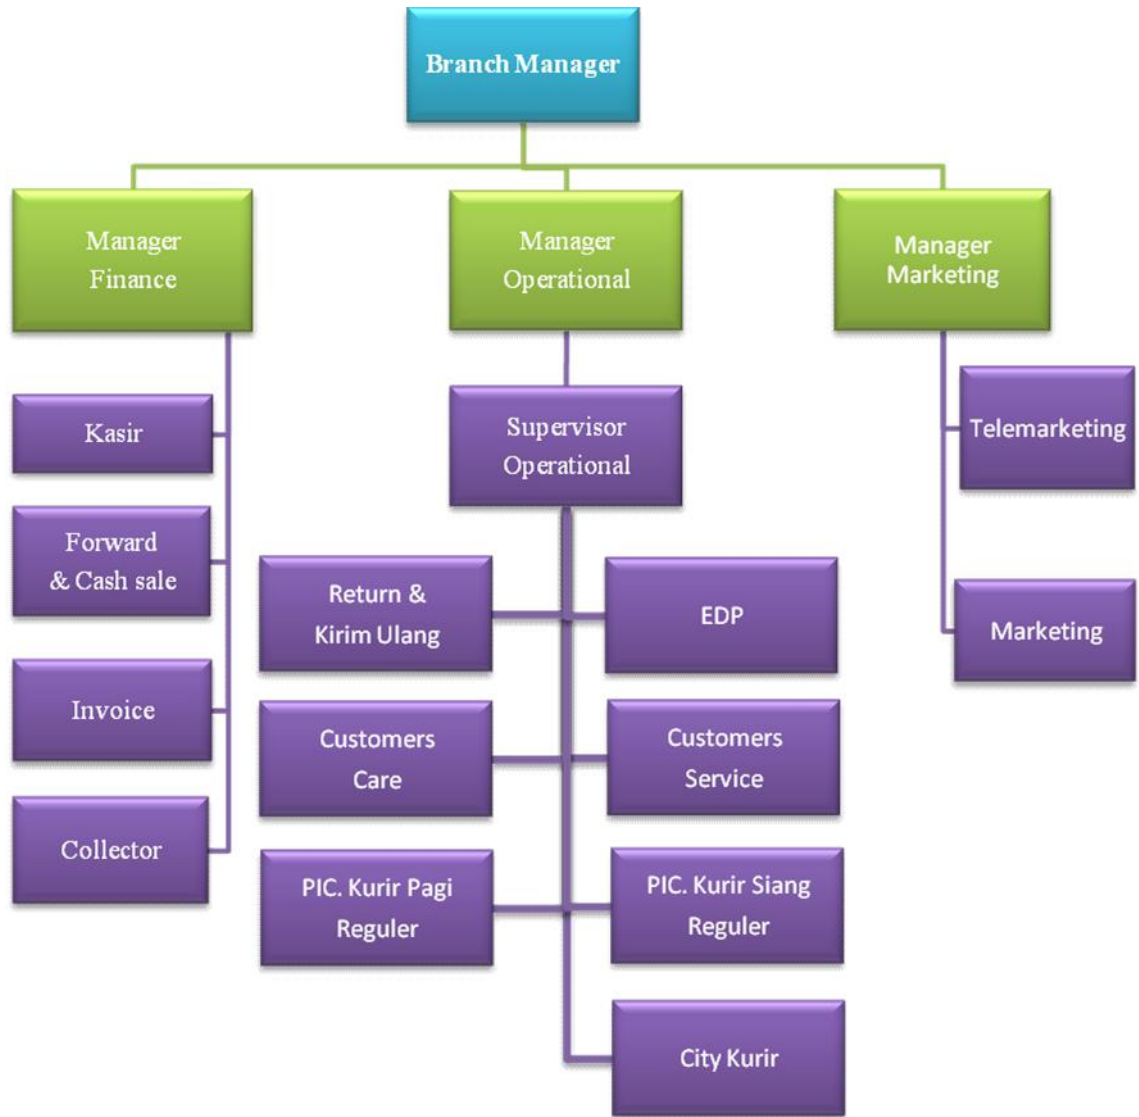 Branch Manager
Manager
Finance
Manager
Operational
Manager
Marketing
Kasir
Forward
& Cash sale
Invoice
Collector
Supervisor
Operational
Return &
Kirim Ulang
EDP
Customers
Care
Customers
Service
PIC. Kurir Pagi
Reguler
PIC. Kurir Siang
Reguler
City Kurir
Telemarketing
Marketing